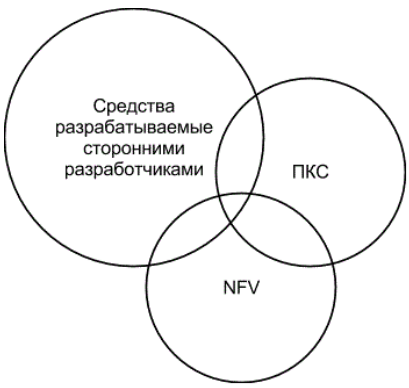 Средства
разрабатываемые
сторонними
разработчиками
ПКС
NFV